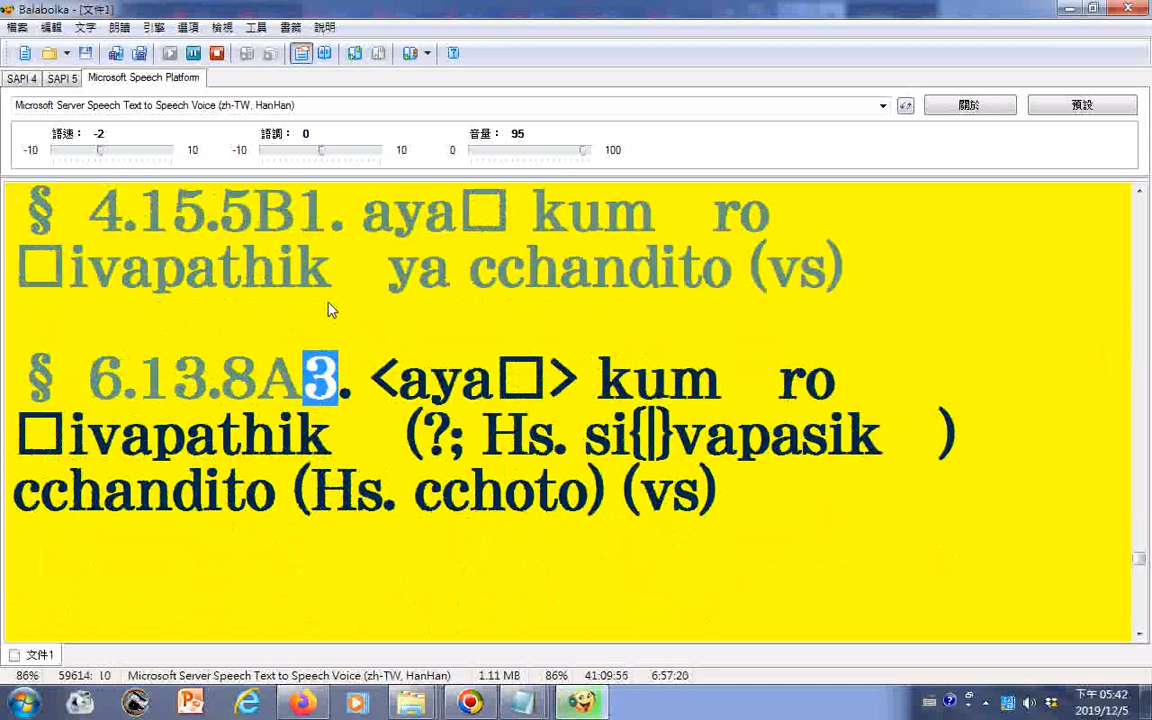 Balabolka - [文件1]
檔案 編輯 文字 朗讀 引擎 選項 檢視 工具 書籤 說明
SAPI 4 SAPI 5 Microsoft Speech Platform
Microsoft Server Speech Text to Speech Voice (zh-TW, HanHan) 關於 預設
語速： -2 語調： 0 音量： 95
-10 10 -10 10 0 100
§ 4.15.5B1. aya□ kum ro
□ivapathik ya cchandito (vs)
§ 6.13.8A3. <aya□> kum ro
□ivapathik (?; Hs. si{|}vapasik )
cchandito (Hs. cchoto) (vs)
文件1
86% 59614: 10 Microsoft Server Speech Text to Speech Voice (zh-TW, HanHan) 1.11 MB 86% 41:09:56 6:57:20
下午 05:42
2019/12/5